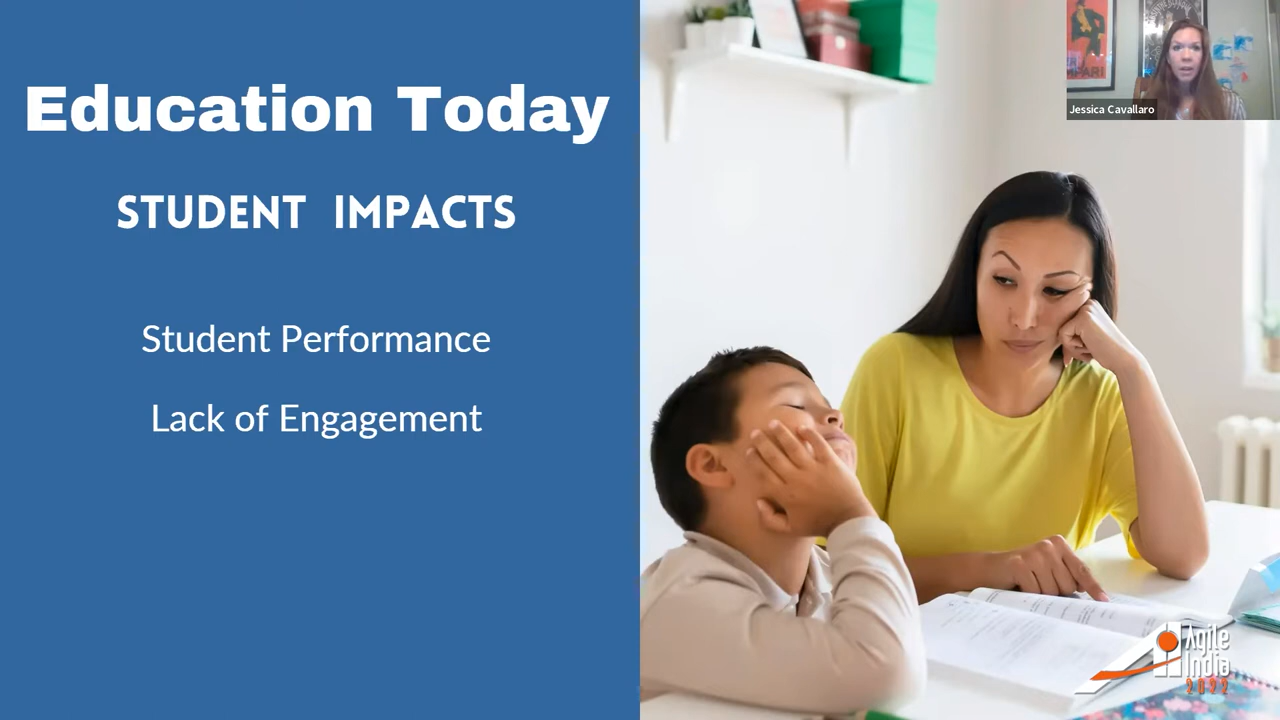 Education Today
STUDENT IMPACTS
Student Performance
Lack of Engagement
Jessica Cavallaro
Agile
India
2022